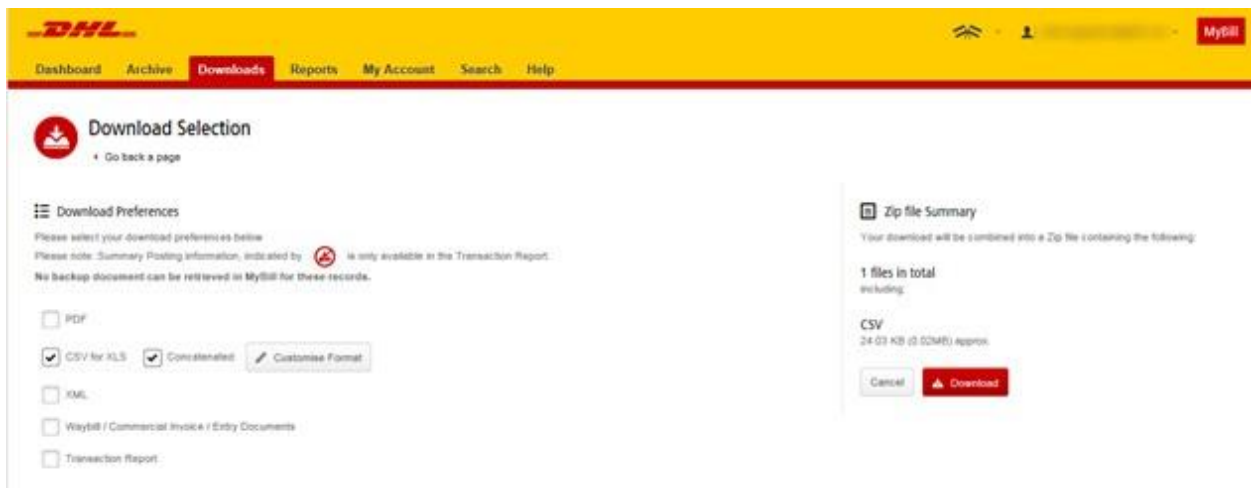 DHL
MyBill
Dashboard Archive Downloads Reports My Account Search Help
Download Selection
Go back a page
Download Preferences
Please select your download preferences below
Please note: Summary Posting information, indicated by is only available in the Transaction Report.
No backup document can be retrieved in MyBill for these records.
PDF
CSV for XLS Concatenated Customise Format
XML
Waybill / Commercial Invoice / Entry Documents
Transaction Report
Zip file Summary
Your download will be combined into a Zip file containing the following:
1 files in total
including:
CSV
24.03 KB (0.02MB) approx.
Cancel Download